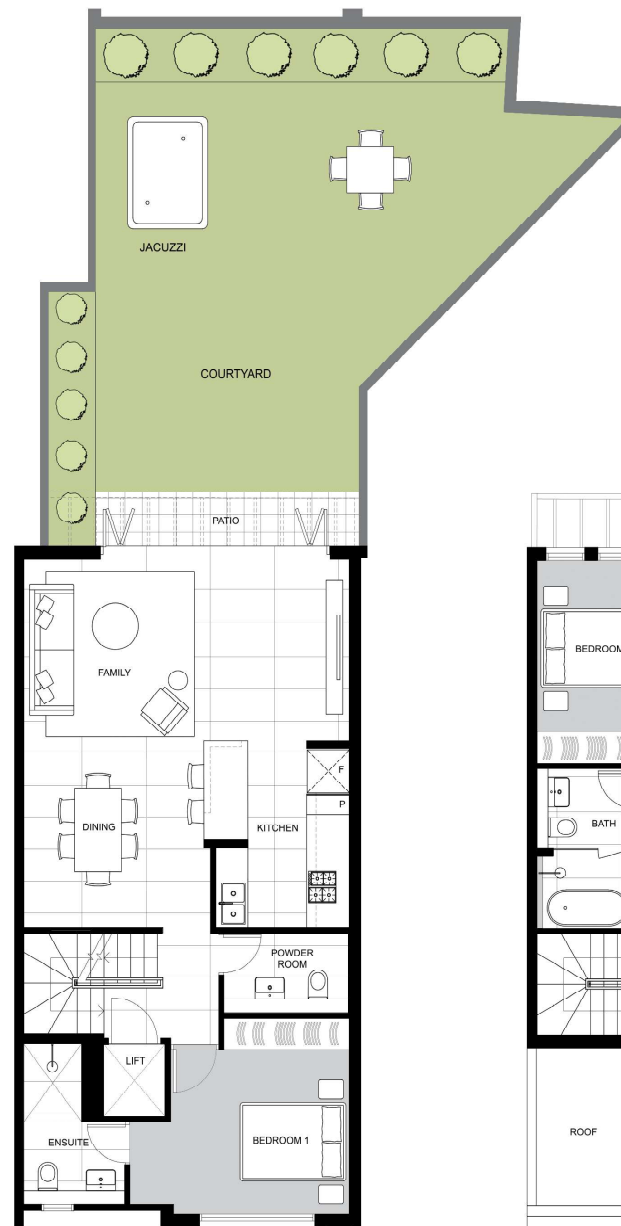 JACUZZI
COURTYARD
PATIO
FAMILY
BEDROOM
F
P
DINING
KITCHEN
BATH
POWDER
ROOM
LIFT
ENSUITE
BEDROOM 1
ROOF